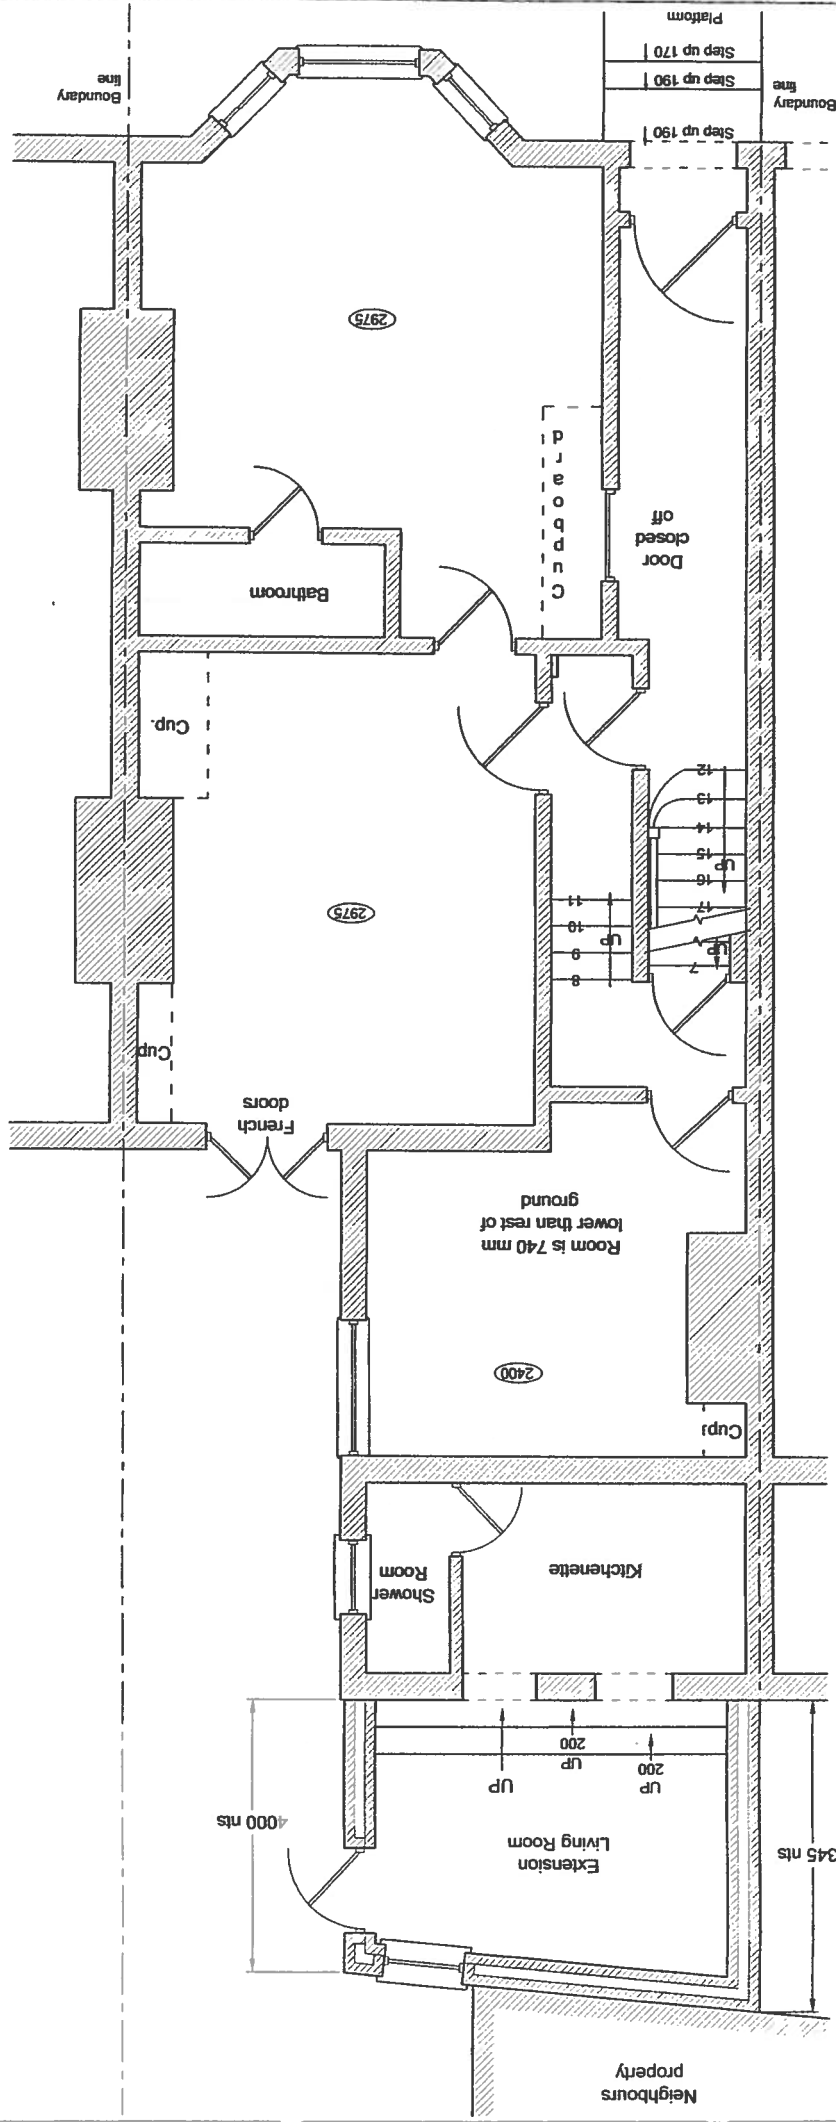 Neighbours
property
345 nts
Extension
Living Room
4000 nts
UP
200
UP
200
UP
Kitchenette
Shower
Room
Cup.
2400
Room is 740 mm
lower than rest of
ground
French
doors
Cup.
7
UP
17
16
UP
15
14
13
12
8
9
UP
10
11
2975
Cup.
Bathroom
Door
closed
off
Cupboard
2975
Step up 190
Step up 190
Step up 170
Platform
Boundary
line
Boundary
line